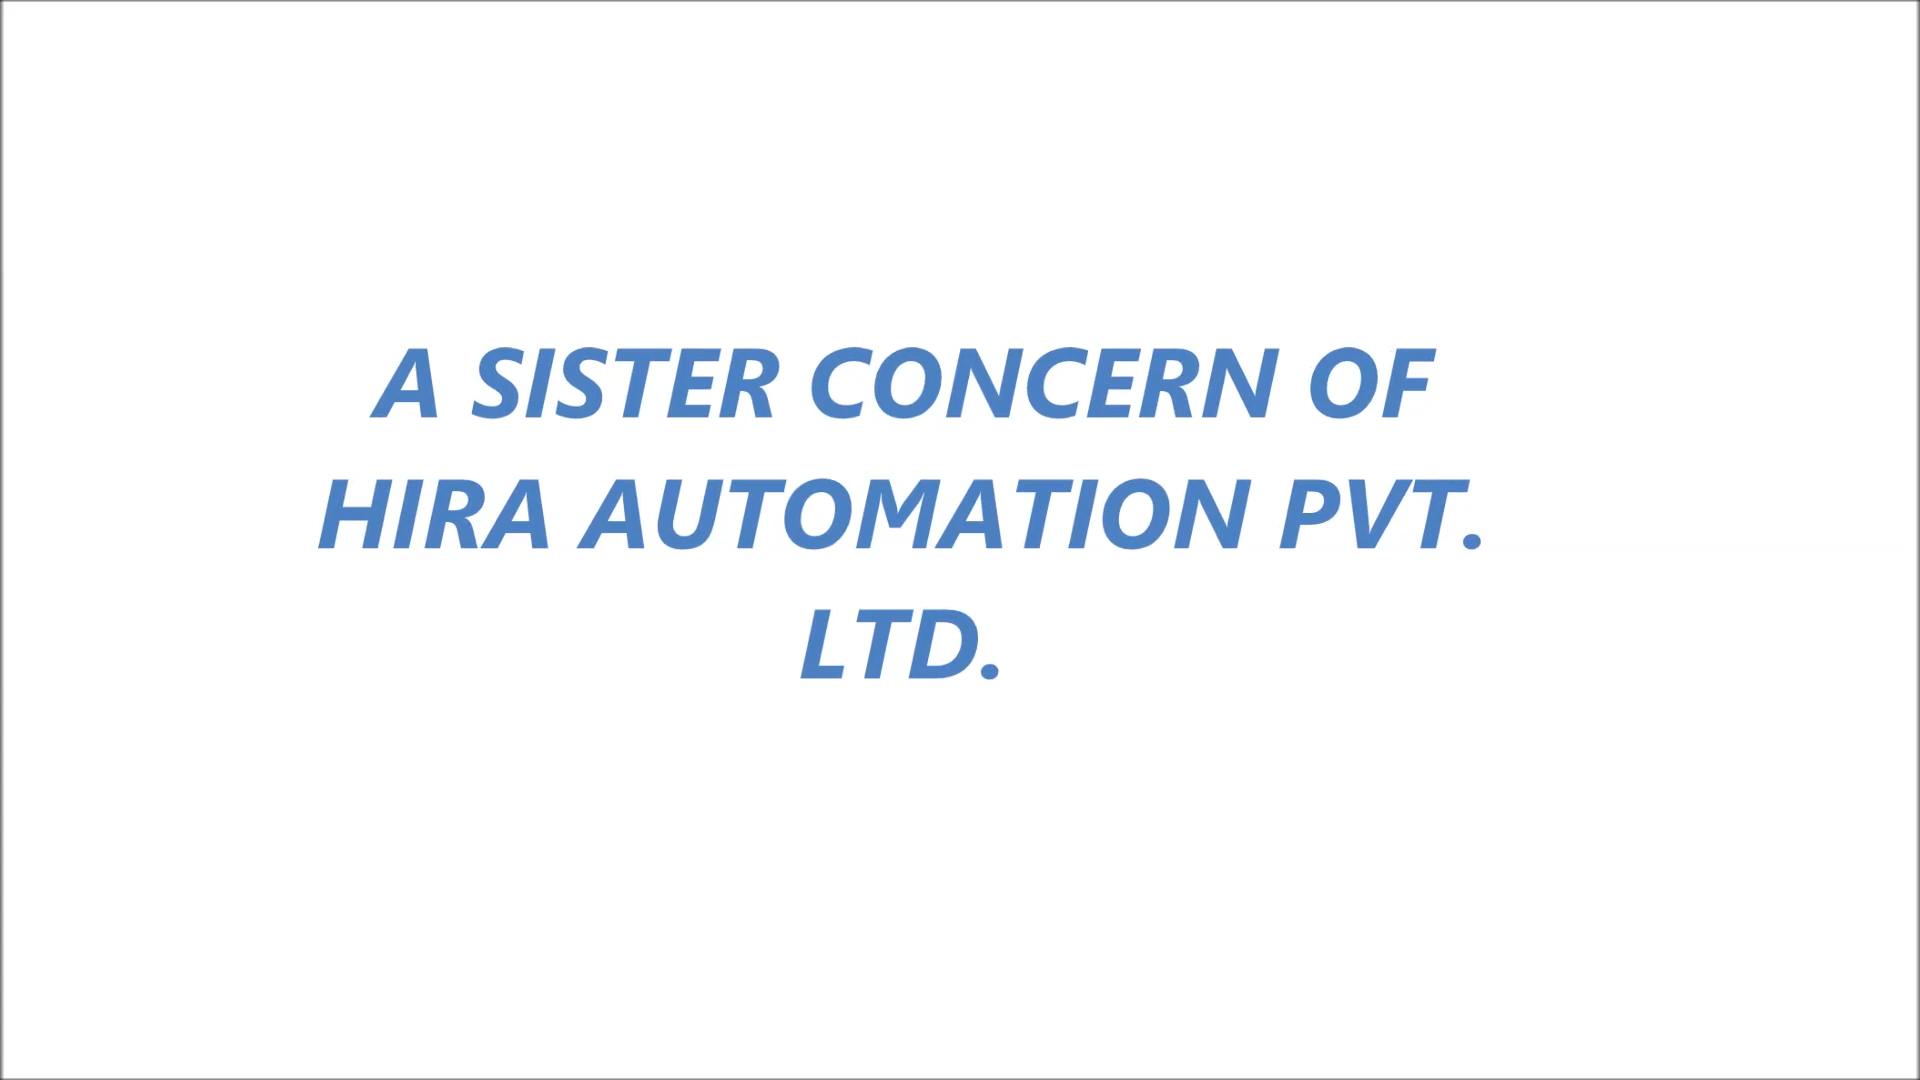 A SISTER CONCERN OF
HIRA AUTOMATION PVT.
LTD.